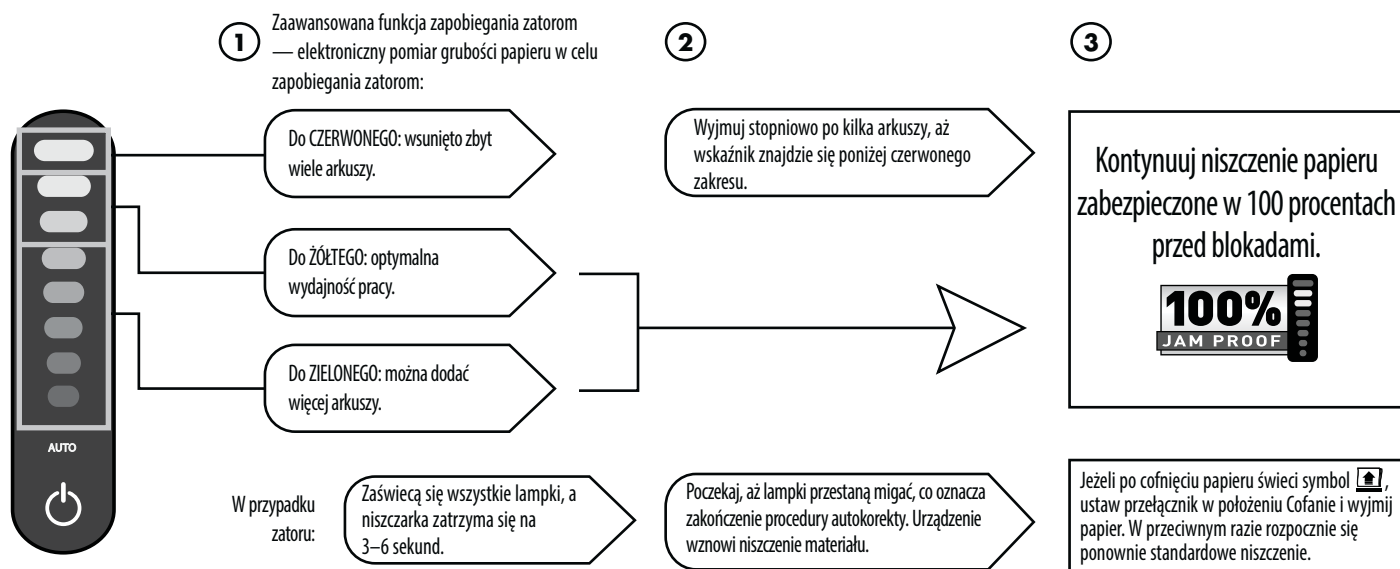 1
Zaawansowana funkcja zapobiegania zatorom
— elektroniczny pomiar grubości papieru w celu
zapobiegania zatorom:
Do CZERWONEGO: wsunięto zbyt
wiele arkuszy.
Do ŻÓŁTEGO: optymalna
wydajność pracy.
Do ZIELONEGO: można dodać
więcej arkuszy.
2
Wyjmuj stopniowo po kilka arkuszy, aż
wskaźnik znajdzie się poniżej czerwonego
zakresu.
3
Kontynuuj niszczenie papieru
zabezpieczone w 100 procentach
przed blokadami.
100%
JAM PROOF
AUTO
W przypadku
zatoru:
Zaświecą się wszystkie lampki, a
niszczarka zatrzyma się na
3–6 sekund.
Poczekaj, aż lampki przestaną migać, co oznacza
zakończenie procedury autokorekty. Urządzenie
wznowi niszczenie materiału.
Jeżeli po cofnięciu papieru świeci symbol ,
ustaw przełącznik w położeniu Cofanie i wyjmij
papier. W przeciwnym razie rozpocznie się
ponownie standardowe niszczenie.